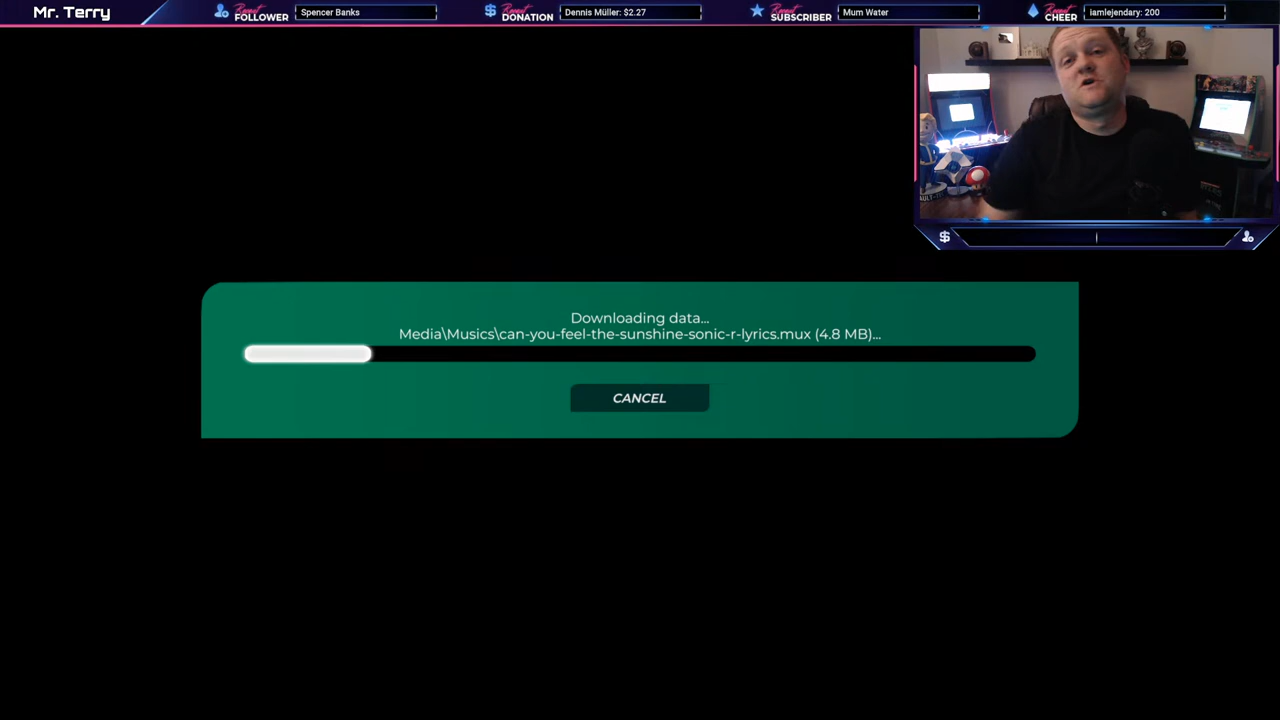 Mr. Terry
Recent
FOLLOWER
Spencer Banks
Recent
DONATION
Dennis Müller: $2.27
Recent
SUBSCRIBER
Mum Water
Recent
CHEER
iamlejendary: 200
Downloading data...
Media\Musics\can-you-feel-the-sunshine-sonic-r-lyrics.mux (4.8 MB)...
CANCEL